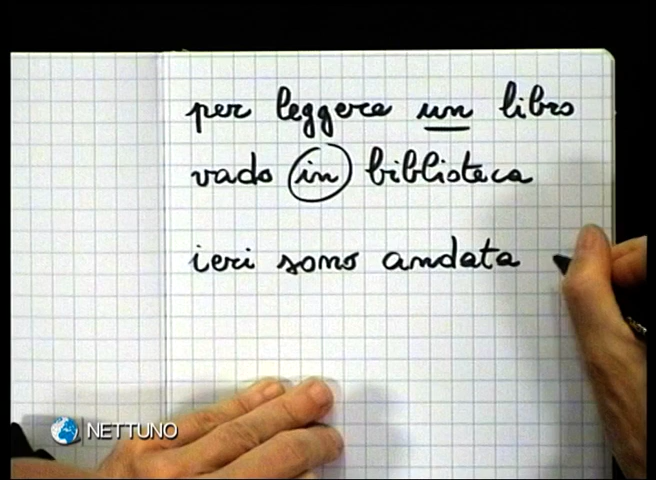 per leggere un libro
vado in biblioteca
ieri sono andata
NETTUNO